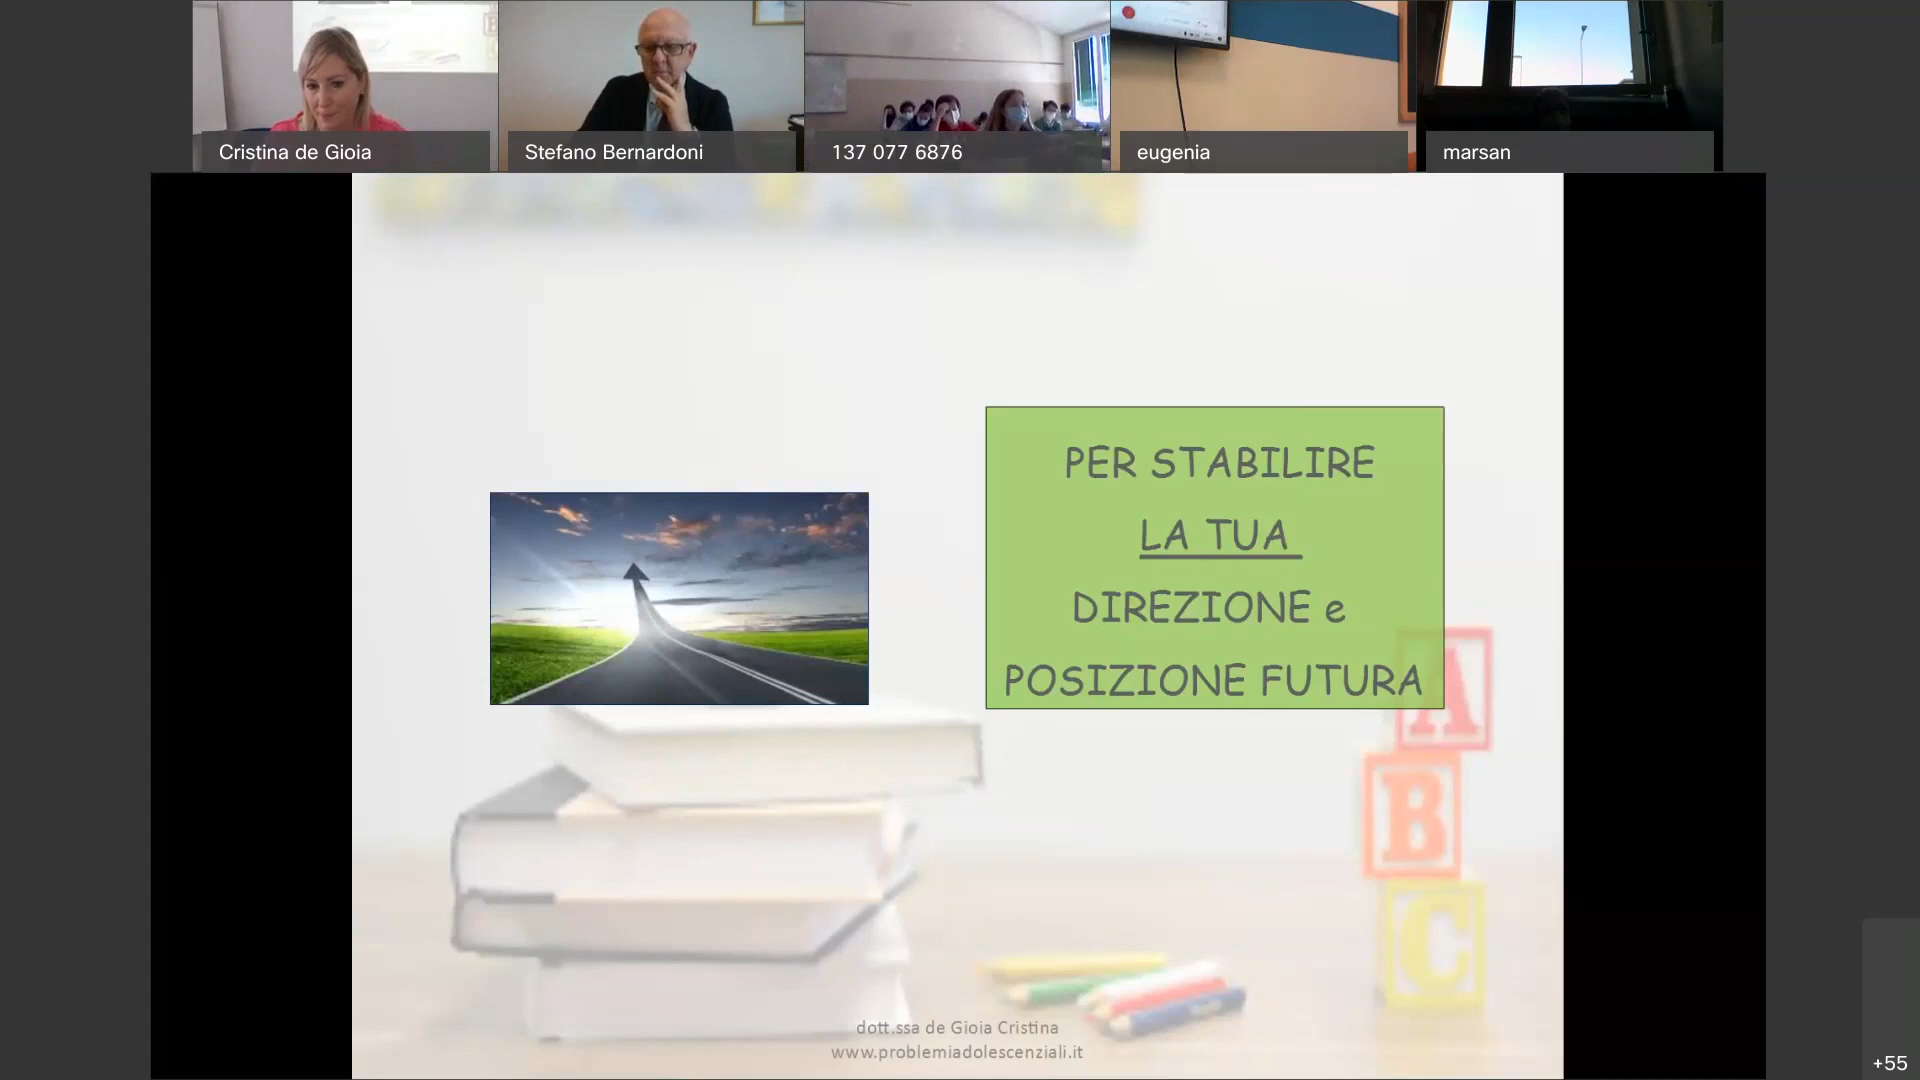 Cristina de Gioia
Stefano Bernardoni
137 077 6876
eugenia
marsan
PER STABILIRE
LA TUA
DIREZIONE e
POSIZIONE FUTURA
A
B
C
dott.ssa de Gioia Cristina
www.problemiadolescenziali.it
+55